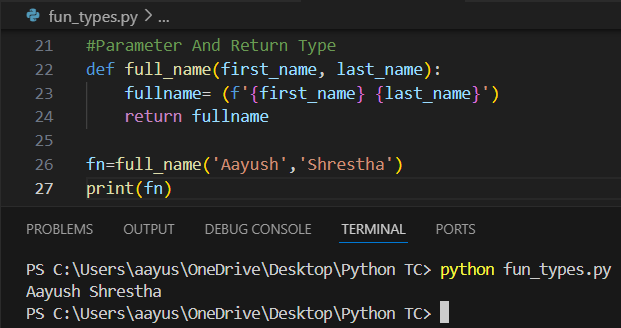 fun_types.py > ...
21 #Parameter And Return Type
22 def full_name(first_name, last_name):
23     fullname= (f'{first_name} {last_name}')
24     return fullname
25
26 fn=full_name('Aayush','Shrestha')
27 print(fn)
PROBLEMS OUTPUT DEBUG CONSOLE TERMINAL PORTS
PS C:\Users\aayus\OneDrive\Desktop\Python TC> python fun_types.py
Aayush Shrestha
PS C:\Users\aayus\OneDrive\Desktop\Python TC>